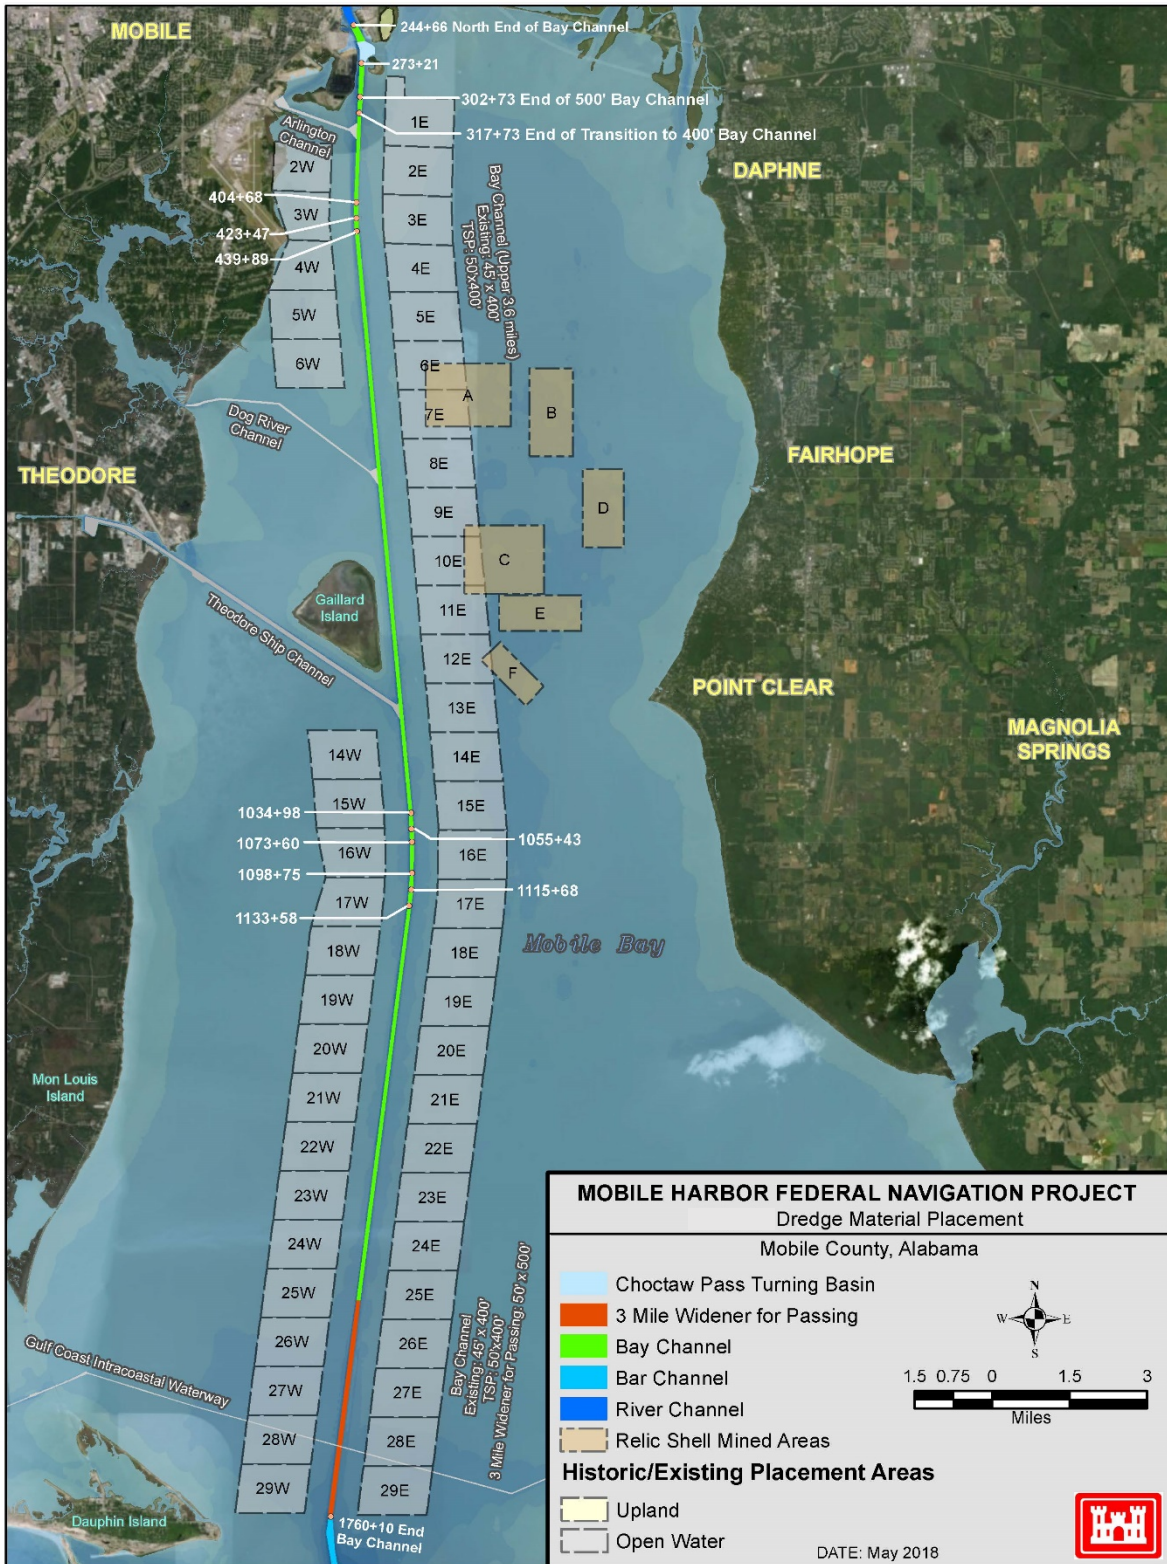 MOBILE
244+66 North End of Bay Channel
273+21
302+73 End of 500' Bay Channel
317+73 End of Transition to 400' Bay Channel
Arlington
Channel
1E
2W
2E
DAPHNE
404+68
3W
3E
423+47
439+89
4W
4E
Bay Channel (Upper 3.6 miles)
Existing: 45' x 400'
TSP: 50'x400'
5W
5E
6W
6E
A
7E
B
Dog River
Channel
8E
FAIRHOPE
THEODORE
9E
D
10E
C
Gaillard
Island
11E
E
Theodore Ship Channel
12E
F
POINT CLEAR
13E
MAGNOLIA
SPRINGS
14W
14E
15W
15E
1034+98
1055+43
1073+60
16W
16E
1098+75
1115+68
17W
17E
1133+58
Mobile Bay
18W
18E
19W
19E
20W
20E
Mon Louis
Island
21W
21E
22W
22E
23W
23E
24W
24E
25W
25E
26W
26E
Bay Channel
Existing: 45' x 400'
TSP: 50'x400'
3 Mile Widener for Passing: 50' x 500'
Gulf Coast Intracoastal Waterway
27W
27E
28W
28E
29W
29E
Dauphin Island
1760+10 End
Bay Channel
MOBILE HARBOR FEDERAL NAVIGATION PROJECT
Dredge Material Placement
Mobile County, Alabama
Choctaw Pass Turning Basin
3 Mile Widener for Passing
Bay Channel
Bar Channel
River Channel
Relic Shell Mined Areas
Historic/Existing Placement Areas
Upland
Open Water
N
W
E
S
1.5 0.75 0 1.5 3
Miles
DATE: May 2018